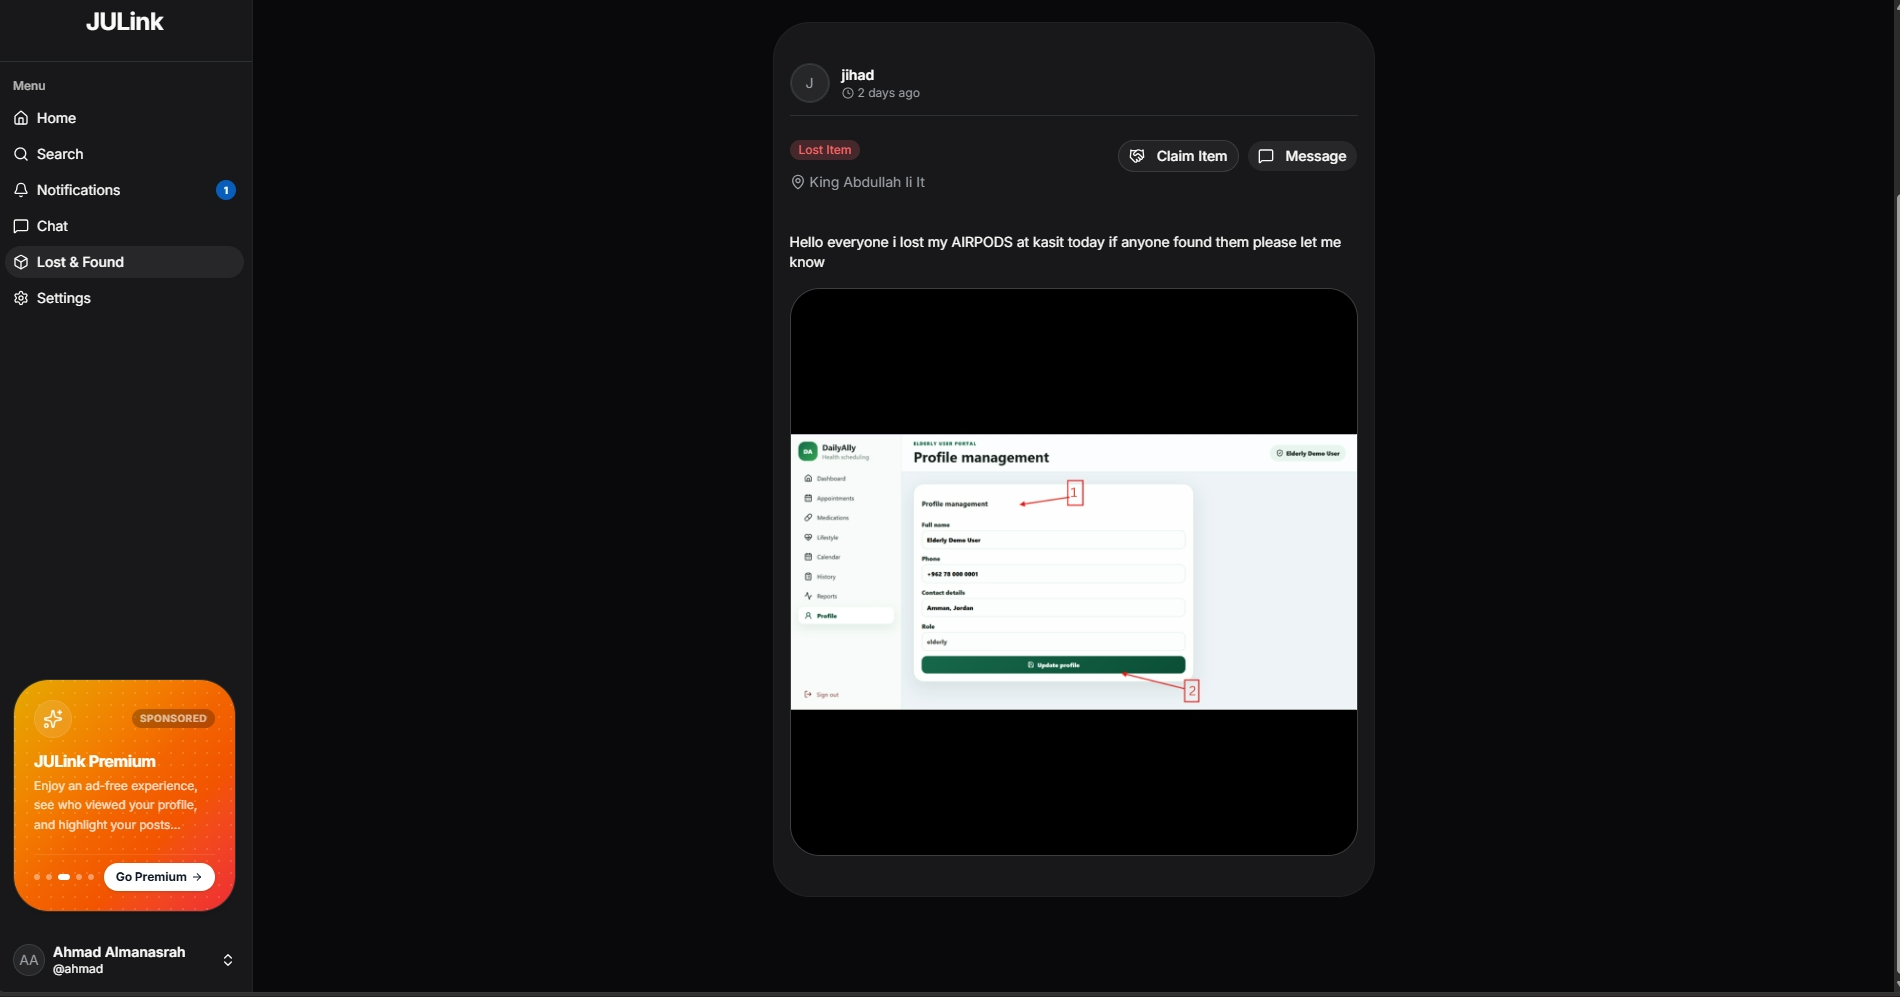 JULink
Menu
Home
Search
Notifications
1
Chat
Lost & Found
Settings
SPONSORED
JULink Premium
Enjoy an ad-free experience,
see who viewed your profile,
and highlight your posts...
Go Premium
AA
Ahmad Almanasrah
@ahmad
J
jihad
2 days ago
Lost Item
Claim Item
Message
King Abdullah Ii It
Hello everyone i lost my AIRPODS at kasit today if anyone found them please let me
know
DA
DailyAlly
Health scheduling
Dashboard
Appointments
Medications
Lifestyle
Calendar
History
Reports
Profile
Sign out
ELDERLY USER PORTAL
Profile management
Elderly Demo User
1
Profile management
Full name
Elderly Demo User
Phone
+962 78 000 0001
Contact details
Amman, Jordan
Role
elderly
Update profile
2